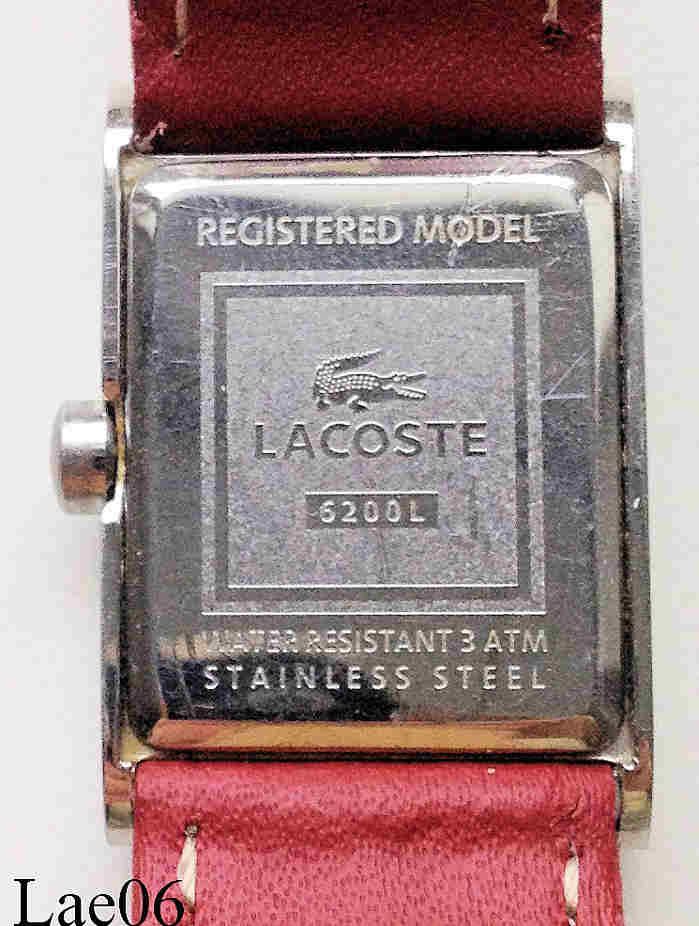 REGISTERED MODEL
LACOSTE
6200L
WATER RESISTANT 3 ATM
STAINLESS STEEL
Lae06